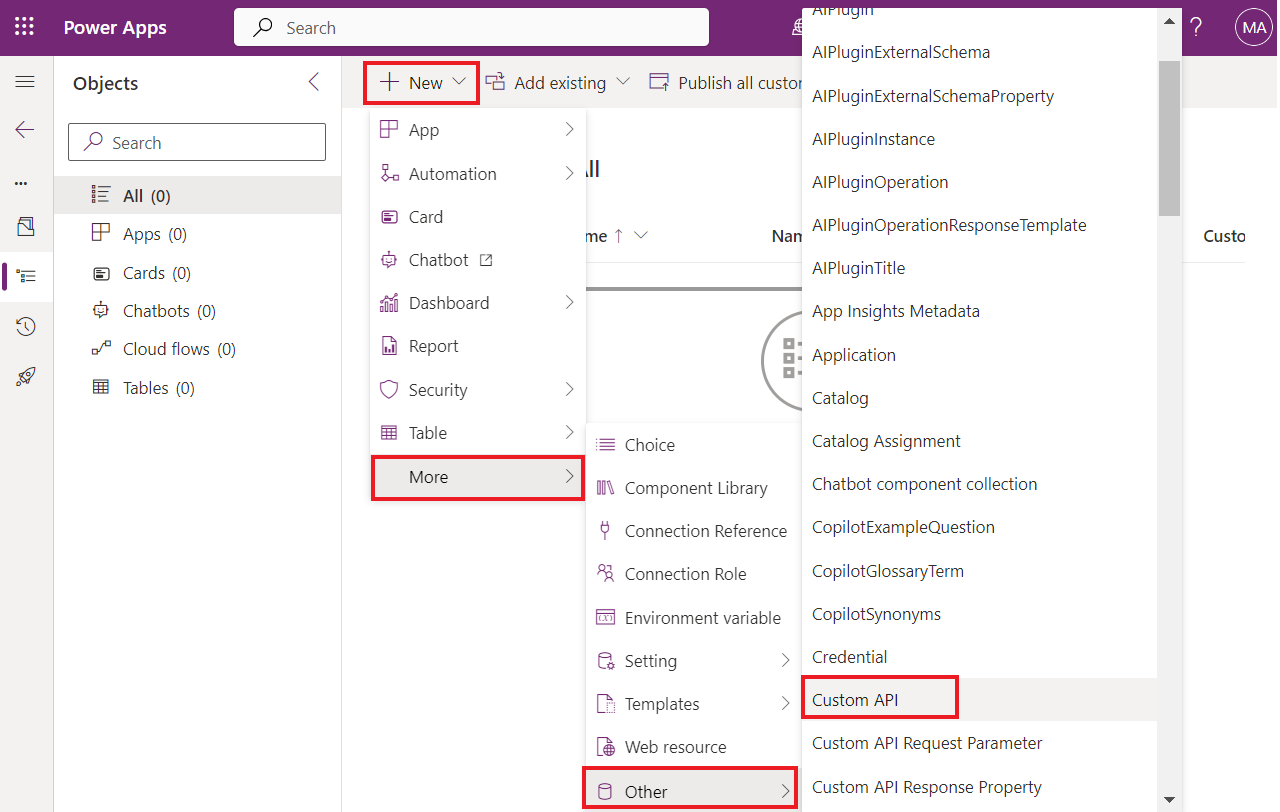 Power Apps
Search
?
MA
Objects
Search
All (0)
Apps (0)
Cards (0)
Chatbots (0)
Cloud flows (0)
Tables (0)
New
Add existing
Publish all custor
App
Automation
Card
Chatbot
Dashboard
Report
Security
Table
More
All
me ↑
Nam
Custo
Choice
Component Library
Connection Reference
Connection Role
Environment variable
Setting
Templates
Web resource
Other
AIPlugin
AIPluginExternalSchema
AIPluginExternalSchemaProperty
AIPluginInstance
AIPluginOperation
AIPluginOperationResponseTemplate
AIPluginTitle
App Insights Metadata
Application
Catalog
Catalog Assignment
Chatbot component collection
CopilotExampleQuestion
CopilotGlossaryTerm
CopilotSynonyms
Credential
Custom API
Custom API Request Parameter
Custom API Response Property